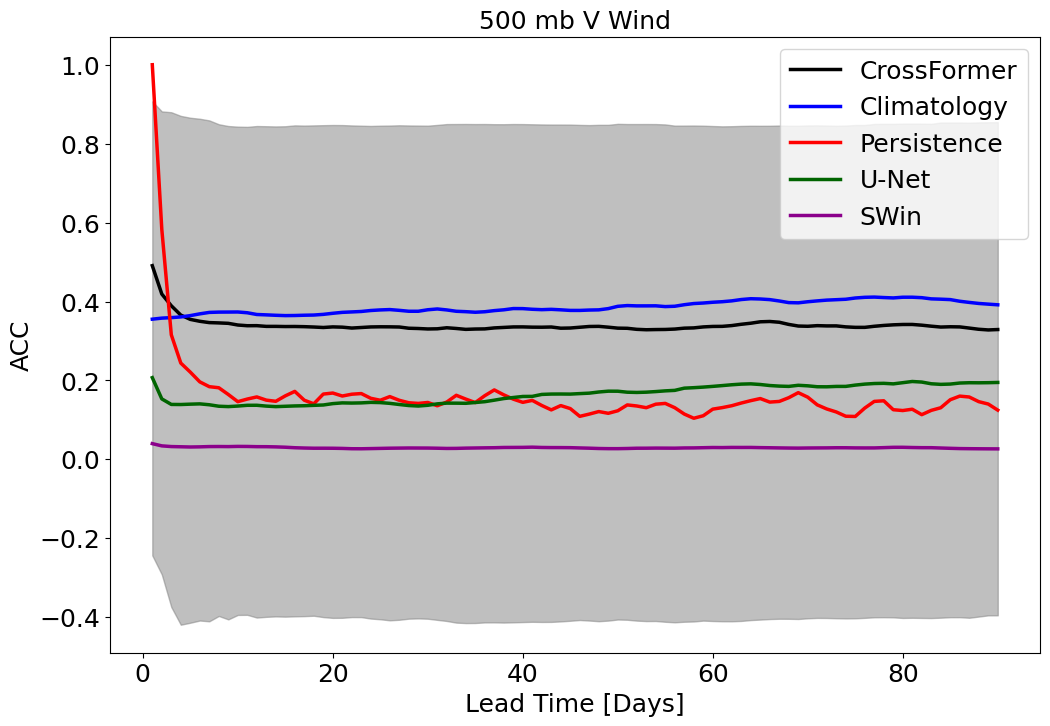 500 mb V Wind
CrossFormer
Climatology
Persistence
U-Net
SWin
1.0
0.8
0.6
0.4
0.2
0.0
−0.2
−0.4
ACC
0 20 40 60 80
Lead Time [Days]